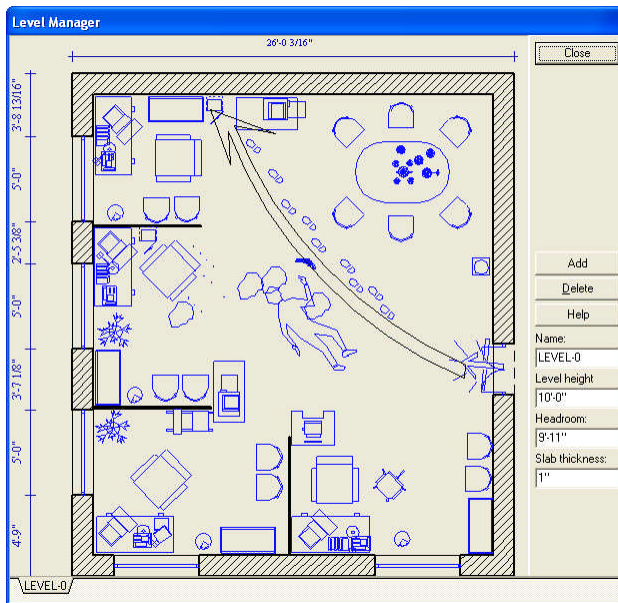 Level Manager
26'-0 3/16"
Close
3'-8 13/16"
5'-0"
2'-5 3/8"
5'-0"
3'-7 1/8"
5'-0"
4'-9"
Add
Delete
Help
Name:
LEVEL-0
Level height
10'-0"
Headroom:
9'-11"
Slab thickness:
1"
LEVEL-0